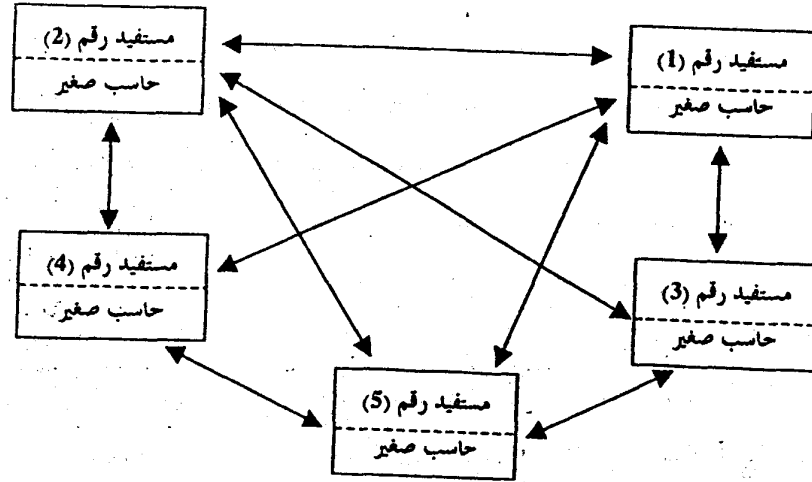 مستفيد رقم (2)
حاسب صغير
مستفيد رقم (1)
حاسب صغير
مستفيد رقم (4)
حاسب صغير
مستفيد رقم (3)
حاسب صغير
مستفيد رقم (5)
حاسب صغير